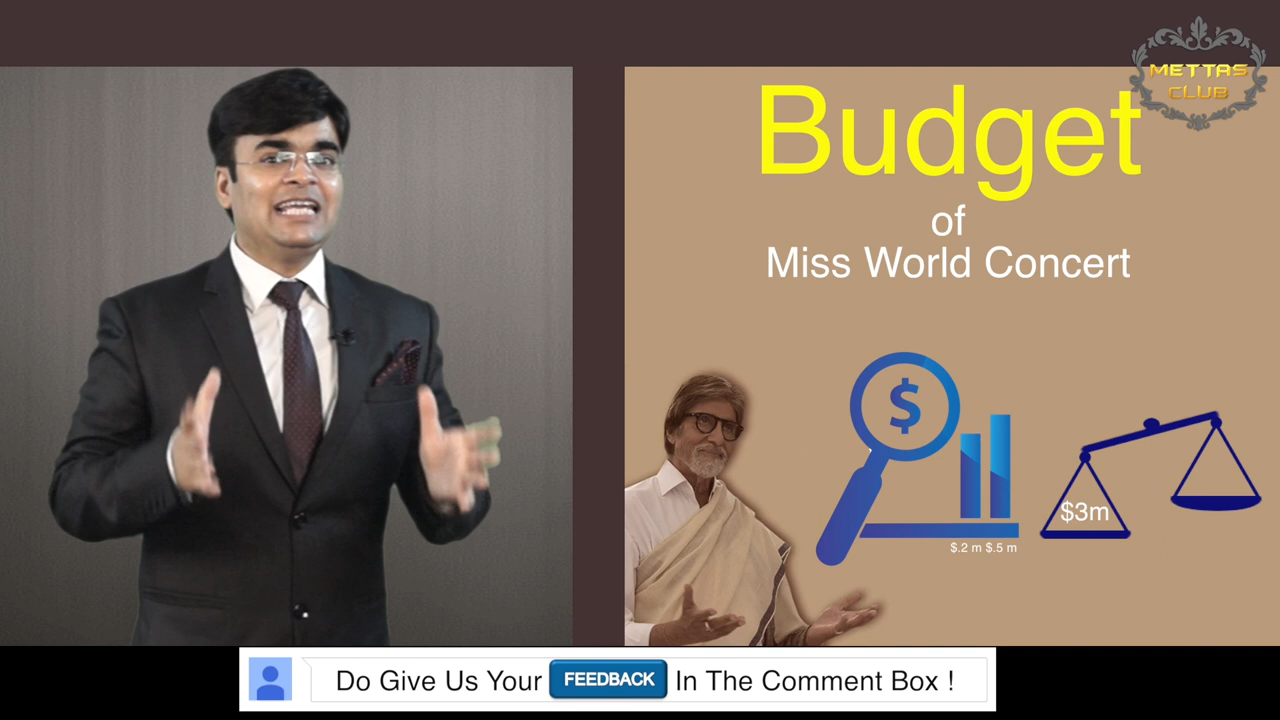 METTAS
CLUB
Budget
of
Miss World Concert
$
$3m
$.2 m $.5 m
Do Give Us Your FEEDBACK In The Comment Box !